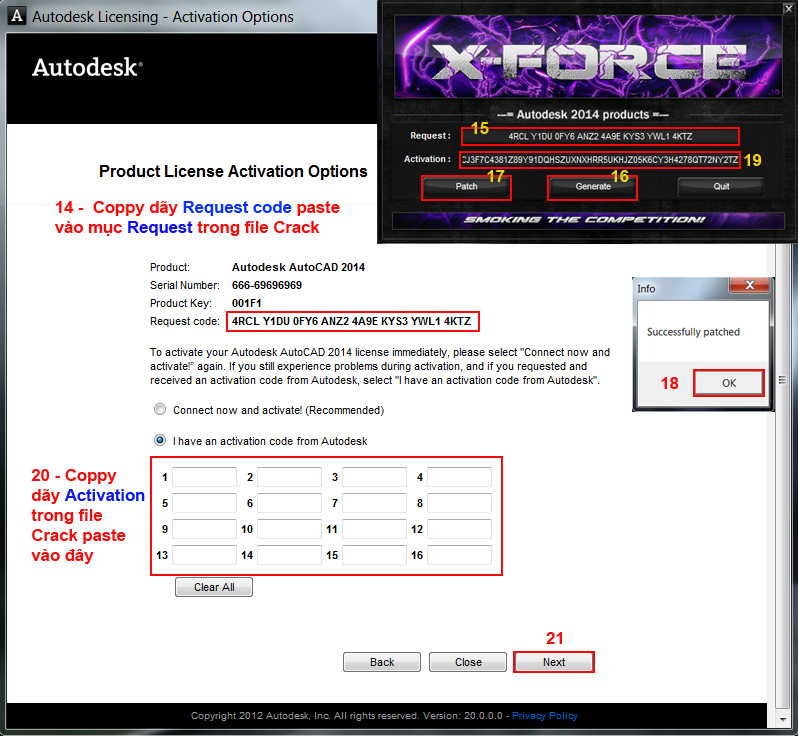 Autodesk Licensing - Activation Options
Autodesk®
X-FORCE
---= Autodesk 2014 products =---
15
Request :
4RCL Y1DU 0FY6 ANZ2 4A9E KYS3 YWL1 4KTZ
Activation :
19
17
16
Patch
Generate
Quit
SMOKING THE COMPETITION!
Product License Activation Options
14 - Coppy dãy Request code paste
vào mục Request trong file Crack
Product: Autodesk AutoCAD 2014
Serial Number: 666-69696969
Product Key: 001F1
Request code: 4RCL Y1DU 0FY6 ANZ2 4A9E KYS3 YWL1 4KTZ
Info
Successfully patched
18
OK
To activate your Autodesk AutoCAD 2014 license immediately, please select "Connect now and
activate!" again. If you still experience problems during activation, and if you requested and
received an activation code from Autodesk, select "I have an activation code from Autodesk".
Connect now and activate! (Recommended)
I have an activation code from Autodesk
20 - Coppy
dãy Activation
trong file
Crack paste
vào đây
1 2 3 4
5 6 7 8
9 10 11 12
13 14 15 16
Clear All
21
Back
Close
Next
Copyright 2012 Autodesk, Inc. All rights reserved. Version: 20.0.0.0 - Privacy Policy